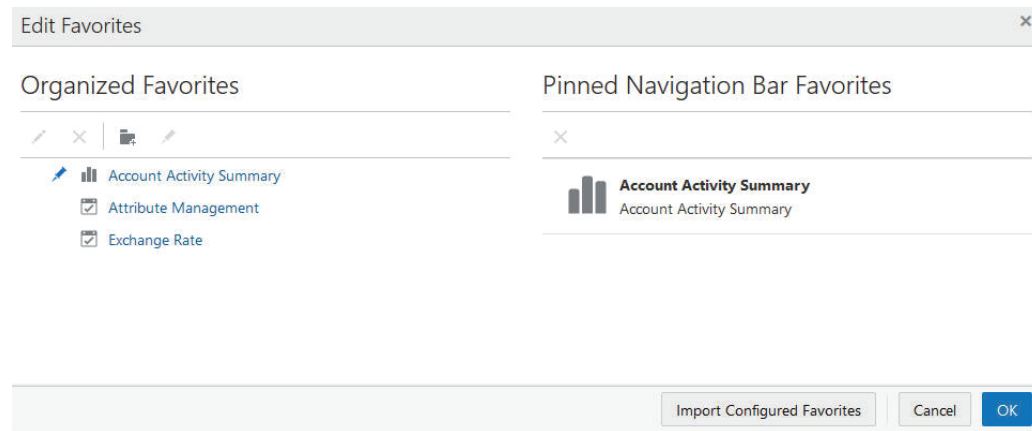 Edit Favorites
Organized Favorites
Account Activity Summary
Attribute Management
Exchange Rate
Pinned Navigation Bar Favorites
Account Activity Summary
Account Activity Summary
Import Configured Favorites
Cancel
OK